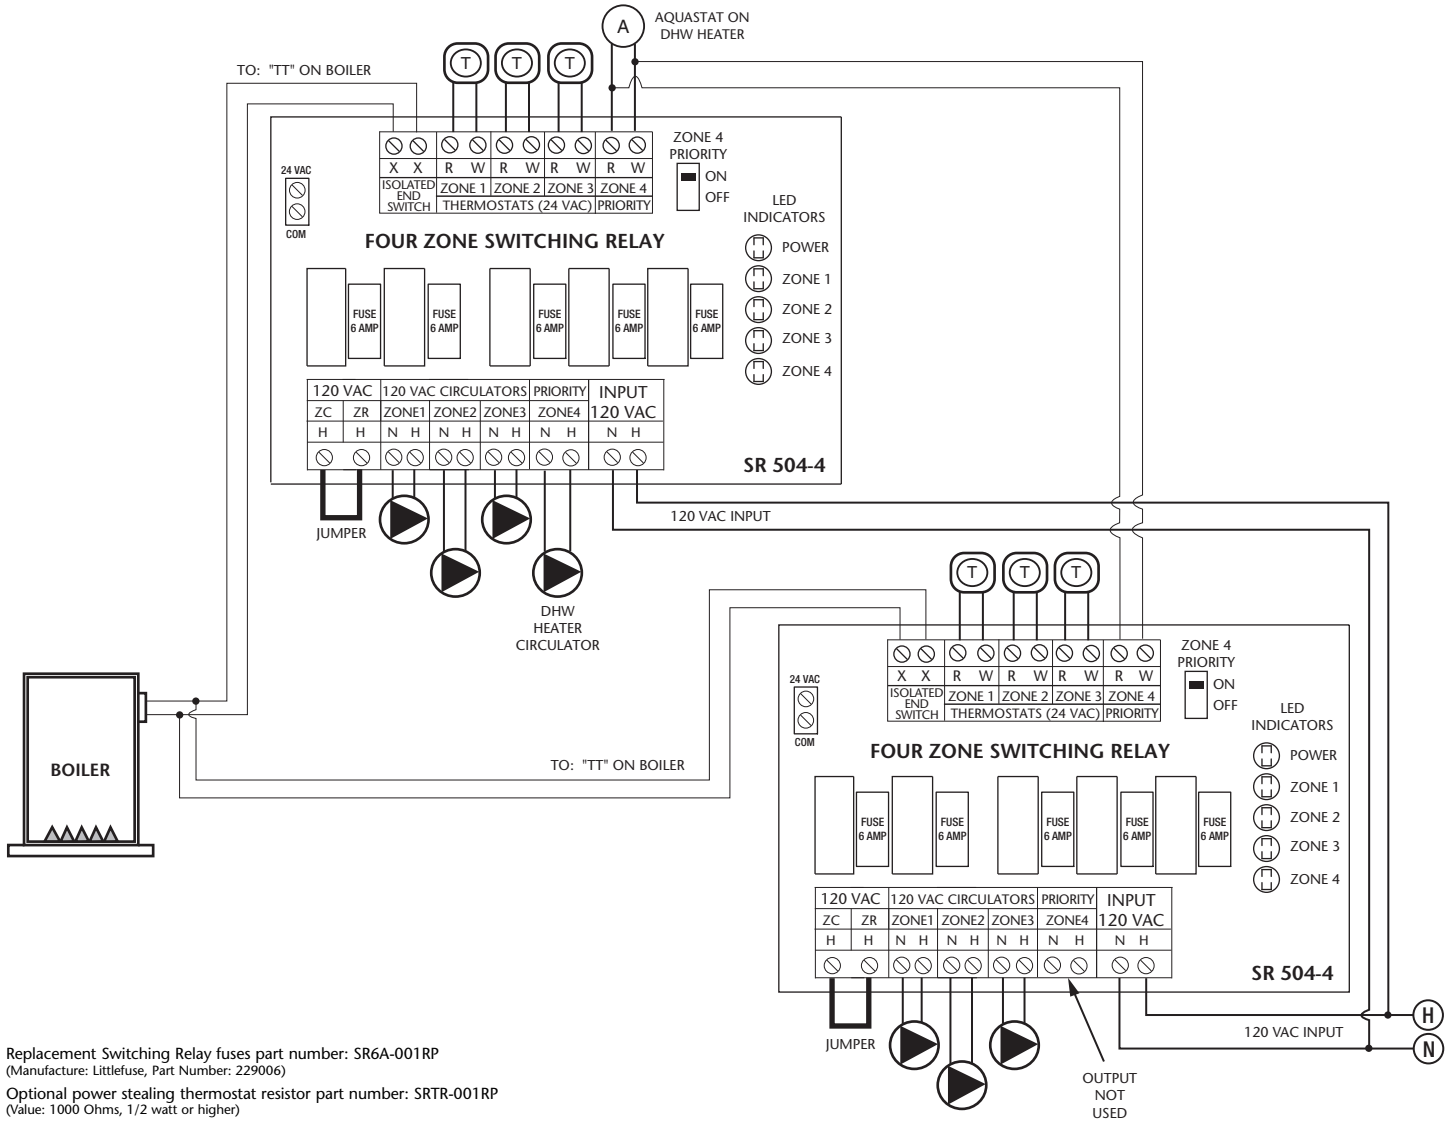 A
AQUASTAT ON
DHW HEATER
TO: "TT" ON BOILER
T T T
ZONE 4
PRIORITY
ON
OFF
24 VAC
COM
X X R W R W R W R W
ISOLATED
END
SWITCH
ZONE 1 ZONE 2 ZONE 3 ZONE 4
THERMOSTATS (24 VAC) PRIORITY
LED
INDICATORS
POWER
ZONE 1
ZONE 2
ZONE 3
ZONE 4
FOUR ZONE SWITCHING RELAY
FUSE
6 AMP
FUSE
6 AMP
FUSE
6 AMP
FUSE
6 AMP
FUSE
6 AMP
120 VAC 120 VAC CIRCULATORS PRIORITY INPUT
120 VAC
ZC ZR ZONE1 ZONE2 ZONE3 ZONE4
H H N H N H N H N H N H
SR 504-4
JUMPER
120 VAC INPUT
DHW
HEATER
CIRCULATOR
T T T
ZONE 4
PRIORITY
ON
OFF
24 VAC
COM
X X R W R W R W R W
ISOLATED
END
SWITCH
ZONE 1 ZONE 2 ZONE 3 ZONE 4
THERMOSTATS (24 VAC) PRIORITY
LED
INDICATORS
POWER
ZONE 1
ZONE 2
ZONE 3
ZONE 4
BOILER
TO: "TT" ON BOILER
FOUR ZONE SWITCHING RELAY
FUSE
6 AMP
FUSE
6 AMP
FUSE
6 AMP
FUSE
6 AMP
FUSE
6 AMP
120 VAC 120 VAC CIRCULATORS PRIORITY INPUT
120 VAC
ZC ZR ZONE1 ZONE2 ZONE3 ZONE4
H H N H N H N H N H N H
SR 504-4
JUMPER
OUTPUT
NOT
USED
120 VAC INPUT
H
N
Replacement Switching Relay fuses part number: SR6A-001RP
(Manufacture: Littlefuse, Part Number: 229006)
Optional power stealing thermostat resistor part number: SRTR-001RP
(Value: 1000 Ohms, 1/2 watt or higher)